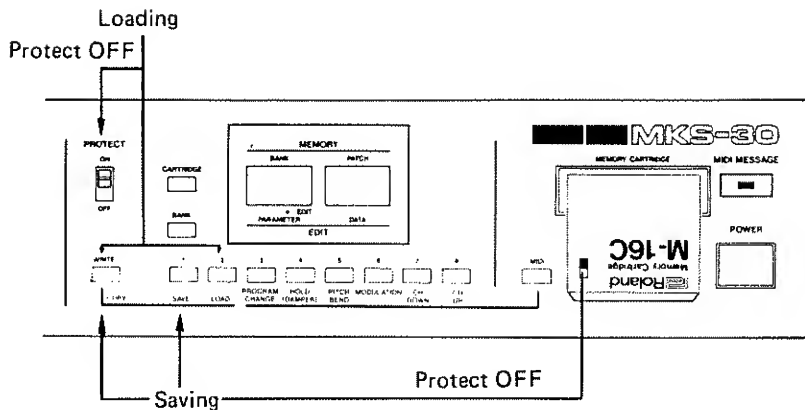 Loading
Protect OFF
MKS-30
PROTECT
ON
OFF
CARTRIDGE
BANK
MEMORY
BANK PATCH
EDIT
PARAMETER DATA
EDIT
MEMORY CARTRIDGE
MIDI MESSAGE
POWER
M-16C
Memory Cartridge
Roland
WRITE 1 2 3 4 5 6 7 8 MIDI
SAVE LOAD PROGRAM CHANGE HOLD (DAMPER) PITCH BEND MODULATION CH DOWN CH UP
Protect OFF
Saving